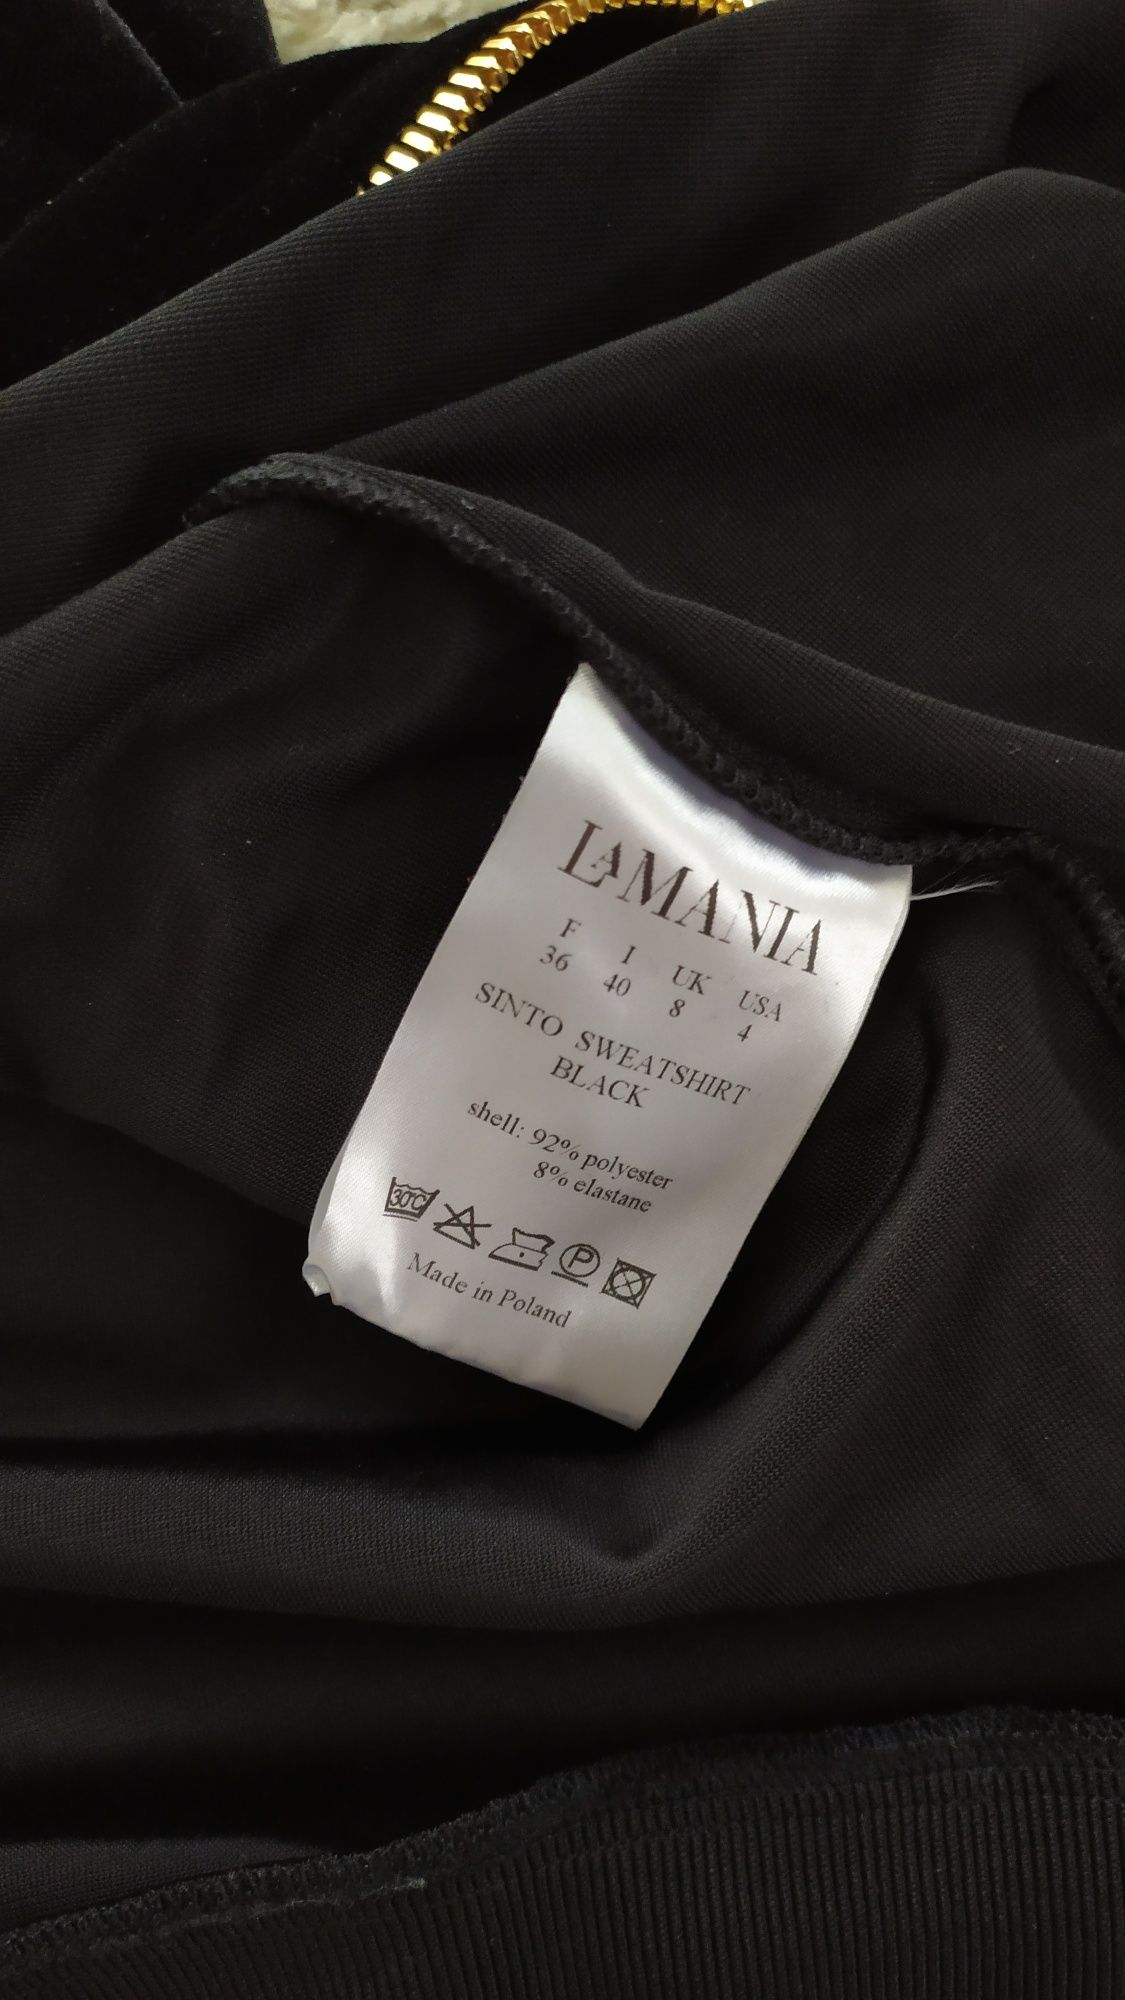 LAMANIA
F I UK USA
36 40 8 4
SINTO SWEATSHIRT
BLACK
shell: 92% polyester
8% elastane
30°C P
Made in Poland